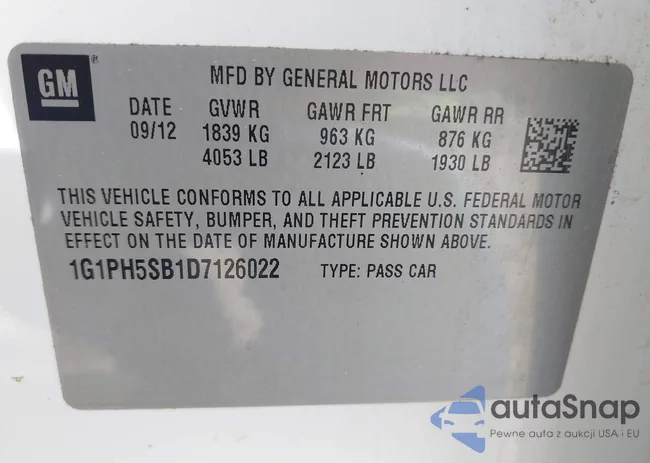 GM ®
MFD BY GENERAL MOTORS LLC
DATE GVWR GAWR FRT GAWR RR
09/12 1839 KG 963 KG 876 KG
4053 LB 2123 LB 1930 LB
THIS VEHICLE CONFORMS TO ALL APPLICABLE U.S. FEDERAL MOTOR
VEHICLE SAFETY, BUMPER, AND THEFT PREVENTION STANDARDS IN
EFFECT ON THE DATE OF MANUFACTURE SHOWN ABOVE.
1G1PH5SB1D7126022 TYPE: PASS CAR
autaSnap
Pewne auta z aukcji USA i EU